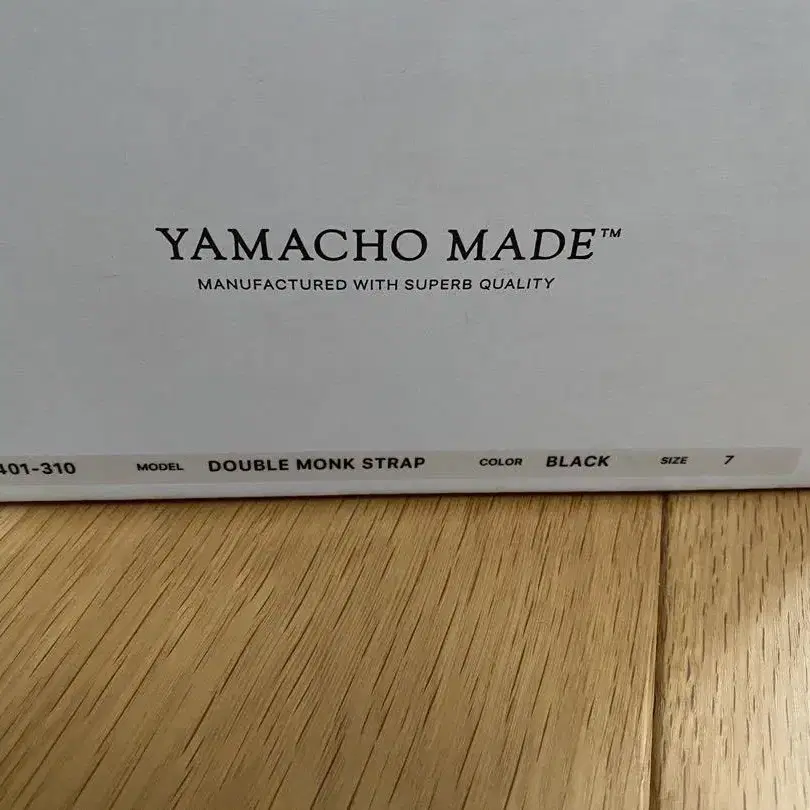 YAMACHO MADE™
MANUFACTURED WITH SUPERB QUALITY
401-310 MODEL DOUBLE MONK STRAP COLOR BLACK SIZE 7